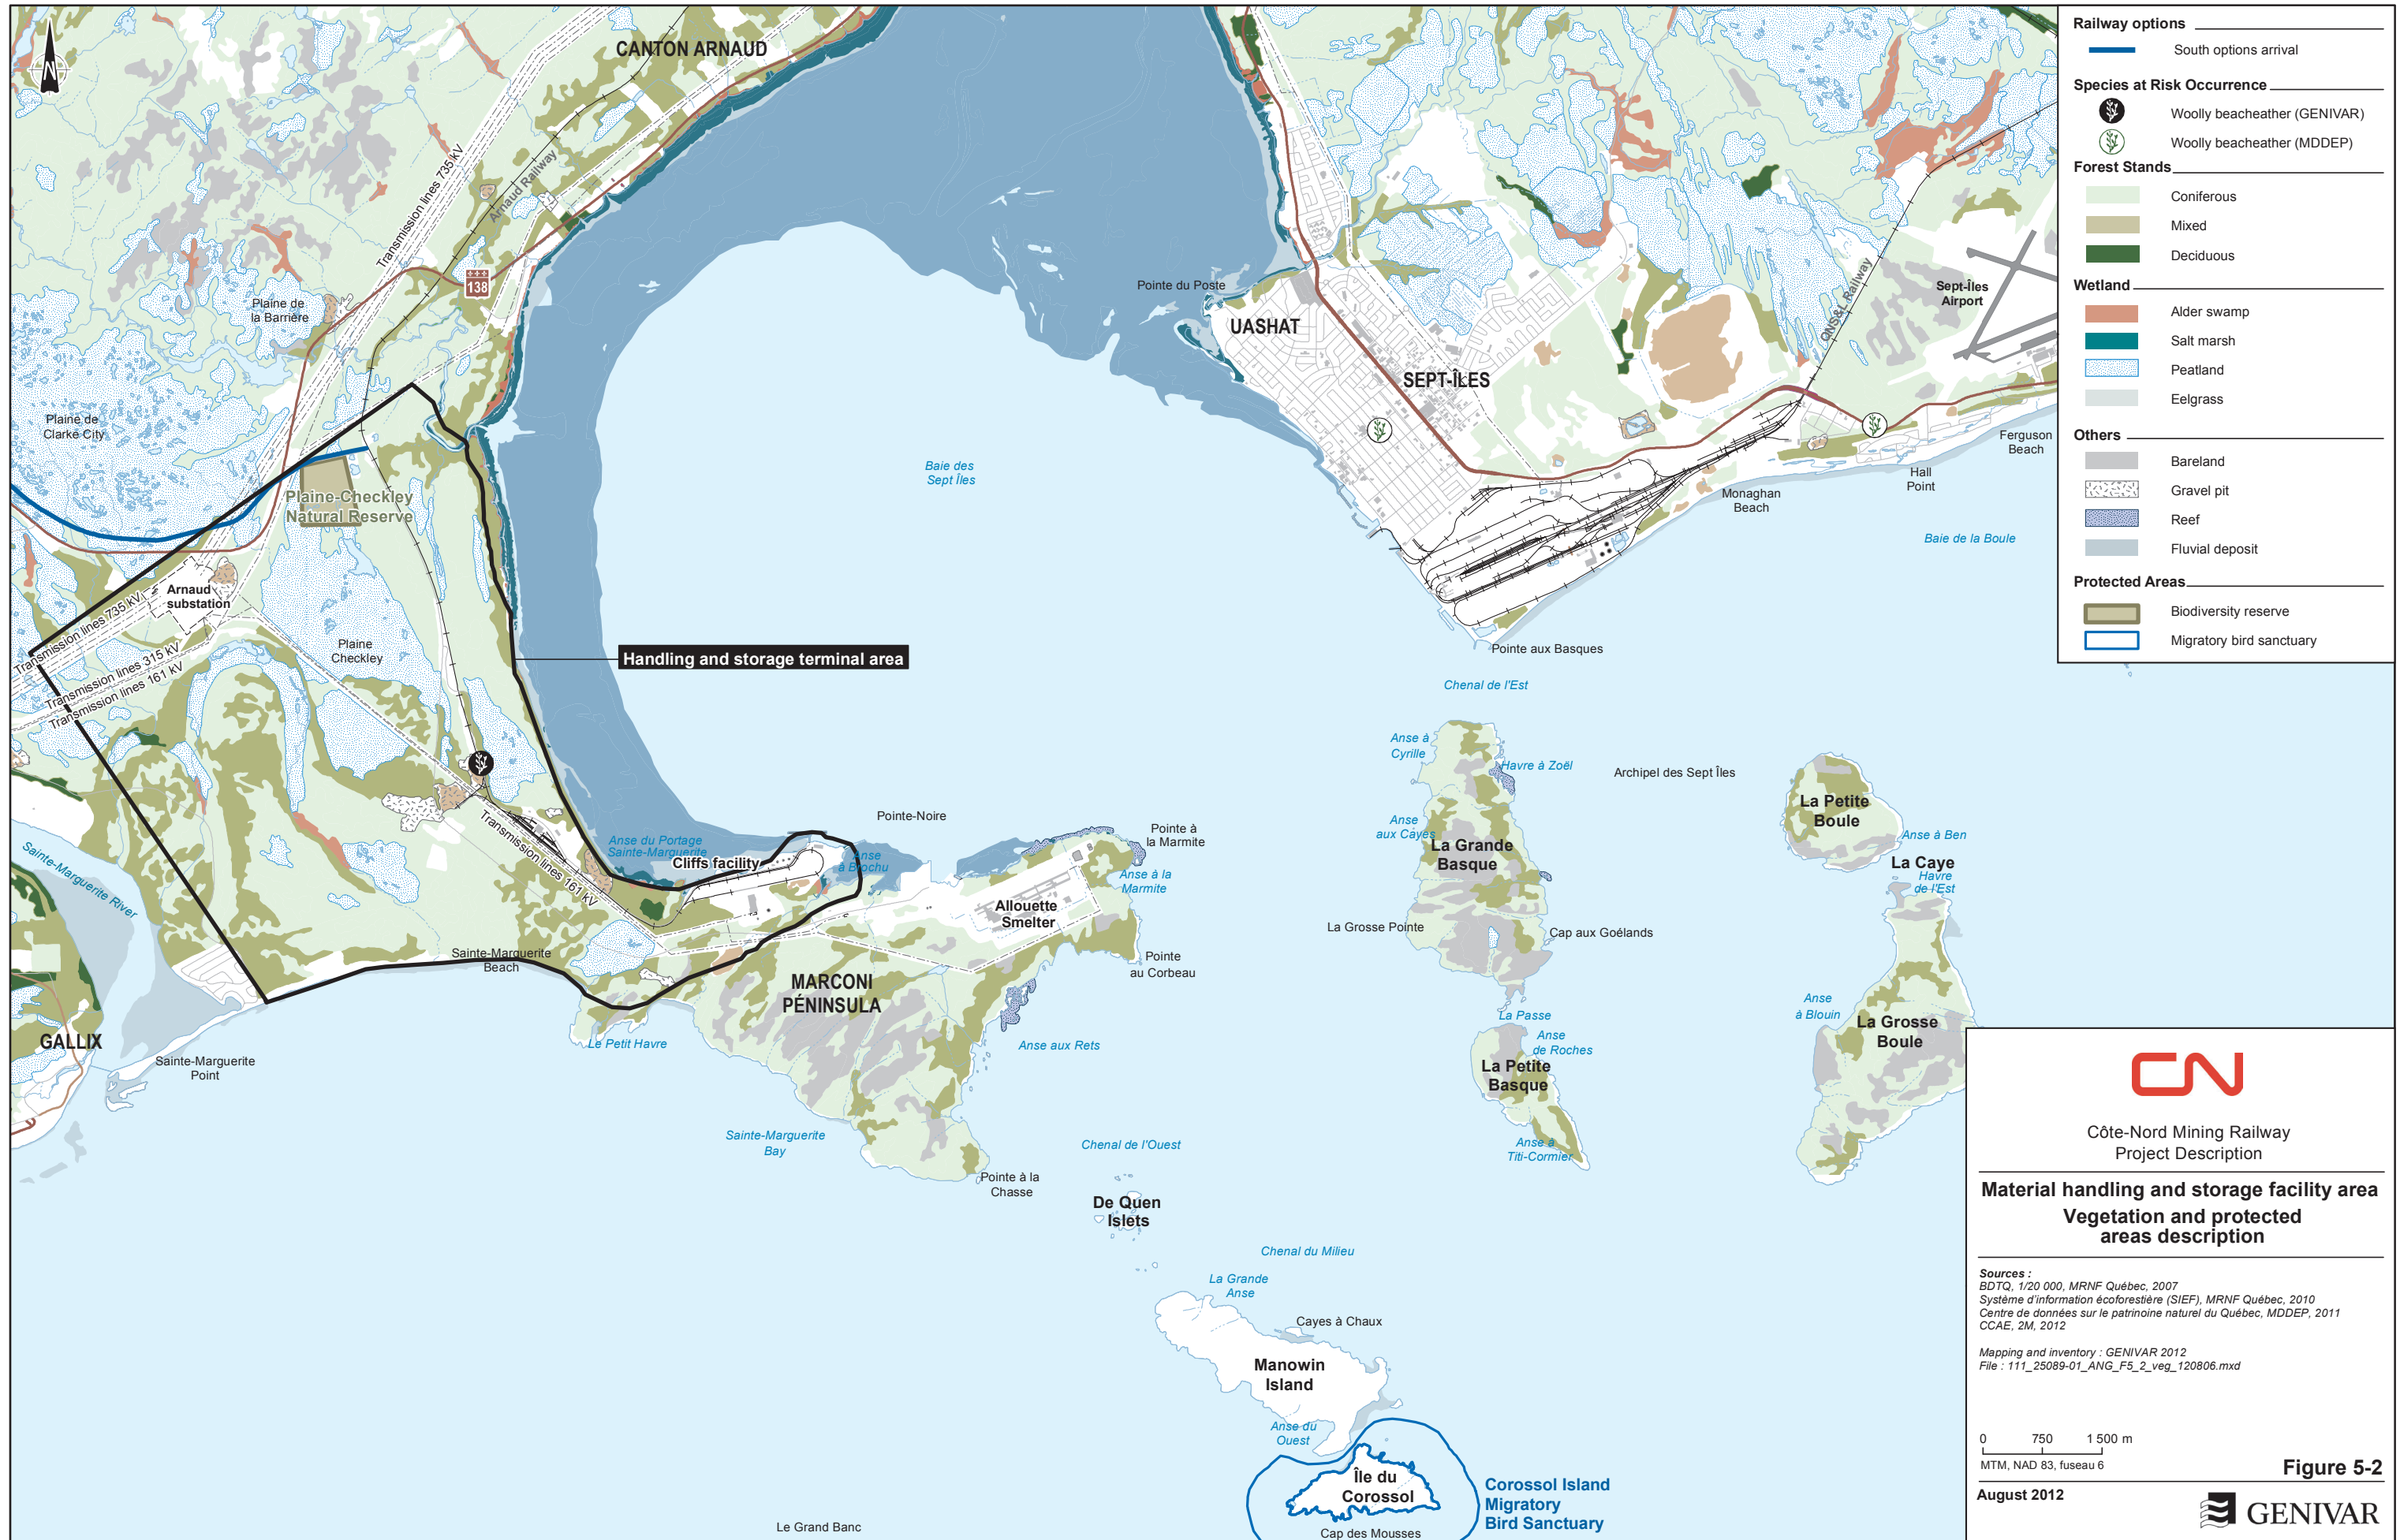 CANTON ARNAUD
Transmission lines 735 kV
Arnaud Railway
138
Plaine de
la Barrière
Plaine de
Clarke City
Plaine-Checkley
Natural Reserve
Arnaud
substation
Transmission lines 735 kV
Transmission lines 315 kV
Transmission lines 161 kV
Plaine
Checkley
Handling and storage terminal area
Transmission lines 161 kV
Anse du Portage
Sainte-Marguerite
Cliffs facility
Anse
à Brochu
Pointe-Noire
Pointe à
la Marmite
Anse à la
Marmite
Allouette
Smelter
Pointe
au Corbeau
MARCONI
PÉNINSULA
Sainte-Marguerite River
Sainte-Marguerite
Beach
GALLIX
Sainte-Marguerite
Point
Le Petit Havre
Anse aux Rets
Sainte-Marguerite
Bay
Pointe à la
Chasse
Chenal de l'Ouest
De Quen
Islets
Chenal du Milieu
La Grande
Anse
Cayes à Chaux
Manowin
Island
Anse du
Ouest
Île du
Corossol
Corossol Island
Migratory
Bird Sanctuary
Cap des Mousses
Le Grand Banc
Baie des
Sept Îles
Pointe du Poste
UASHAT
SEPT-ÎLES
QNS&L Railway
Sept-Îles
Airport
Ferguson
Beach
Hall
Point
Monaghan
Beach
Baie de la Boule
Pointe aux Basques
Chenal de l'Est
Anse à
Cyrille
Havre à Zoël
Archipel des Sept Îles
Anse
aux Cayes
La Grande
Basque
La Grosse Pointe
Cap aux Goélands
La Passe
Anse
de Roches
La Petite
Basque
Anse à
Titi-Cormier
La Petite
Boule
Anse à Ben
La Caye
Havre
de l'Est
Anse
à Blouin
La Grosse
Boule
Railway options
South options arrival
Species at Risk Occurrence
Woolly beacheather (GENIVAR)
Woolly beacheather (MDDEP)
Forest Stands
Coniferous
Mixed
Deciduous
Wetland
Alder swamp
Salt marsh
Peatland
Eelgrass
Others
Bareland
Gravel pit
Reef
Fluvial deposit
Protected Areas
Biodiversity reserve
Migratory bird sanctuary
CN
Côte-Nord Mining Railway
Project Description
Material handling and storage facility area
Vegetation and protected
areas description
Sources :
BDTQ, 1/20 000, MRNF Québec, 2007
Système d'information écoforestière (SIEF), MRNF Québec, 2010
Centre de données sur le patrinoine naturel du Québec, MDDEP, 2011
CCAE, 2M, 2012
Mapping and inventory : GENIVAR 2012
File : 111_25089-01_ANG_F5_2_veg_120806.mxd
0 750 1 500 m
MTM, NAD 83, fuseau 6
Figure 5-2
August 2012
GENIVAR